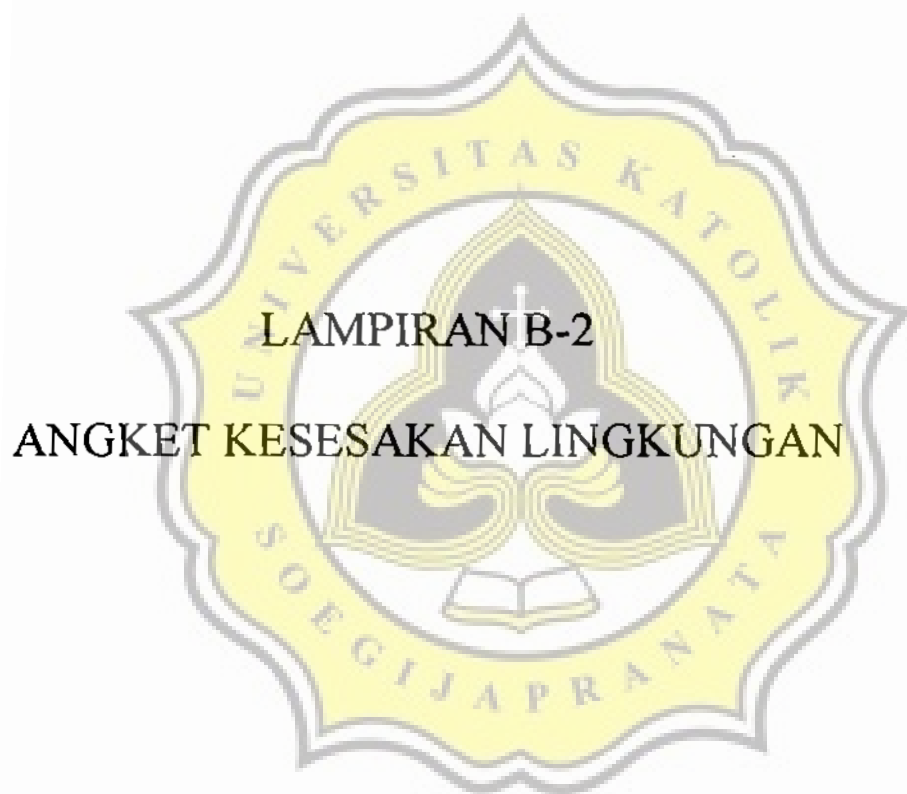 UNIVERSITAS KATOLIK
LAMPIRAN B-2
ANGKET KESESAKAN LINGKUNGAN
SOEGIJAPRANATA